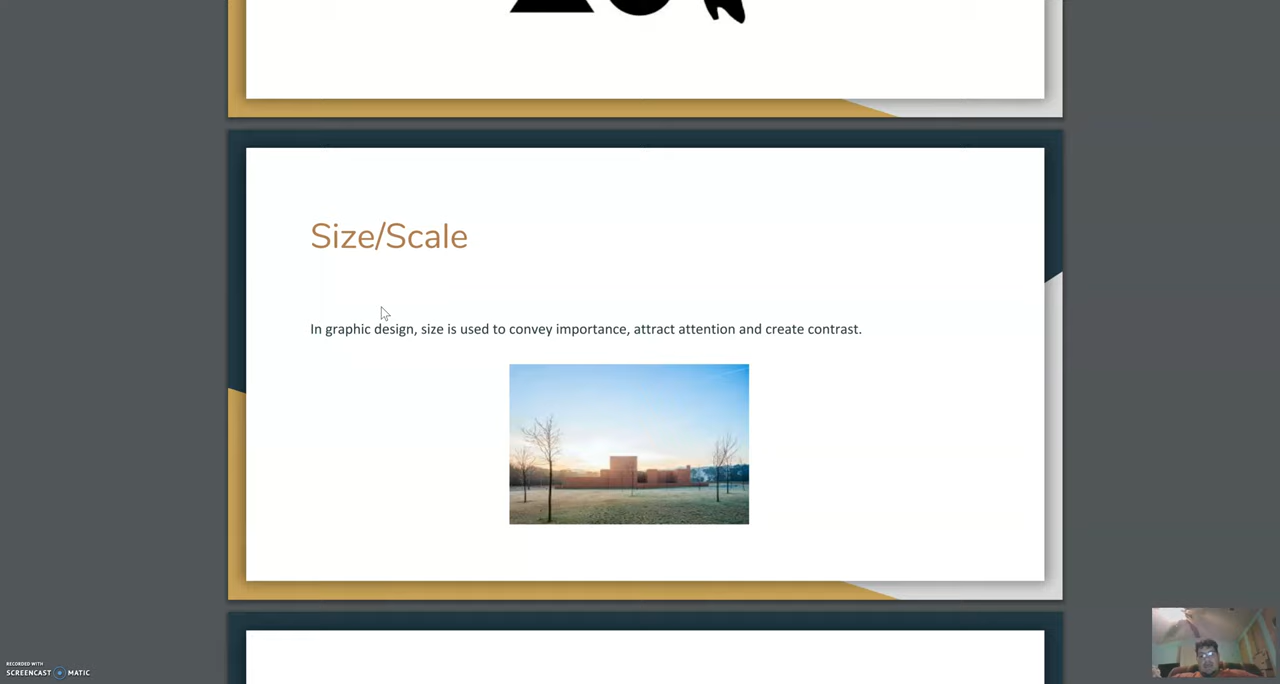 Size/Scale
In graphic design, size is used to convey importance, attract attention and create contrast.
RECORDED WITH
SCREENCAST MATIC